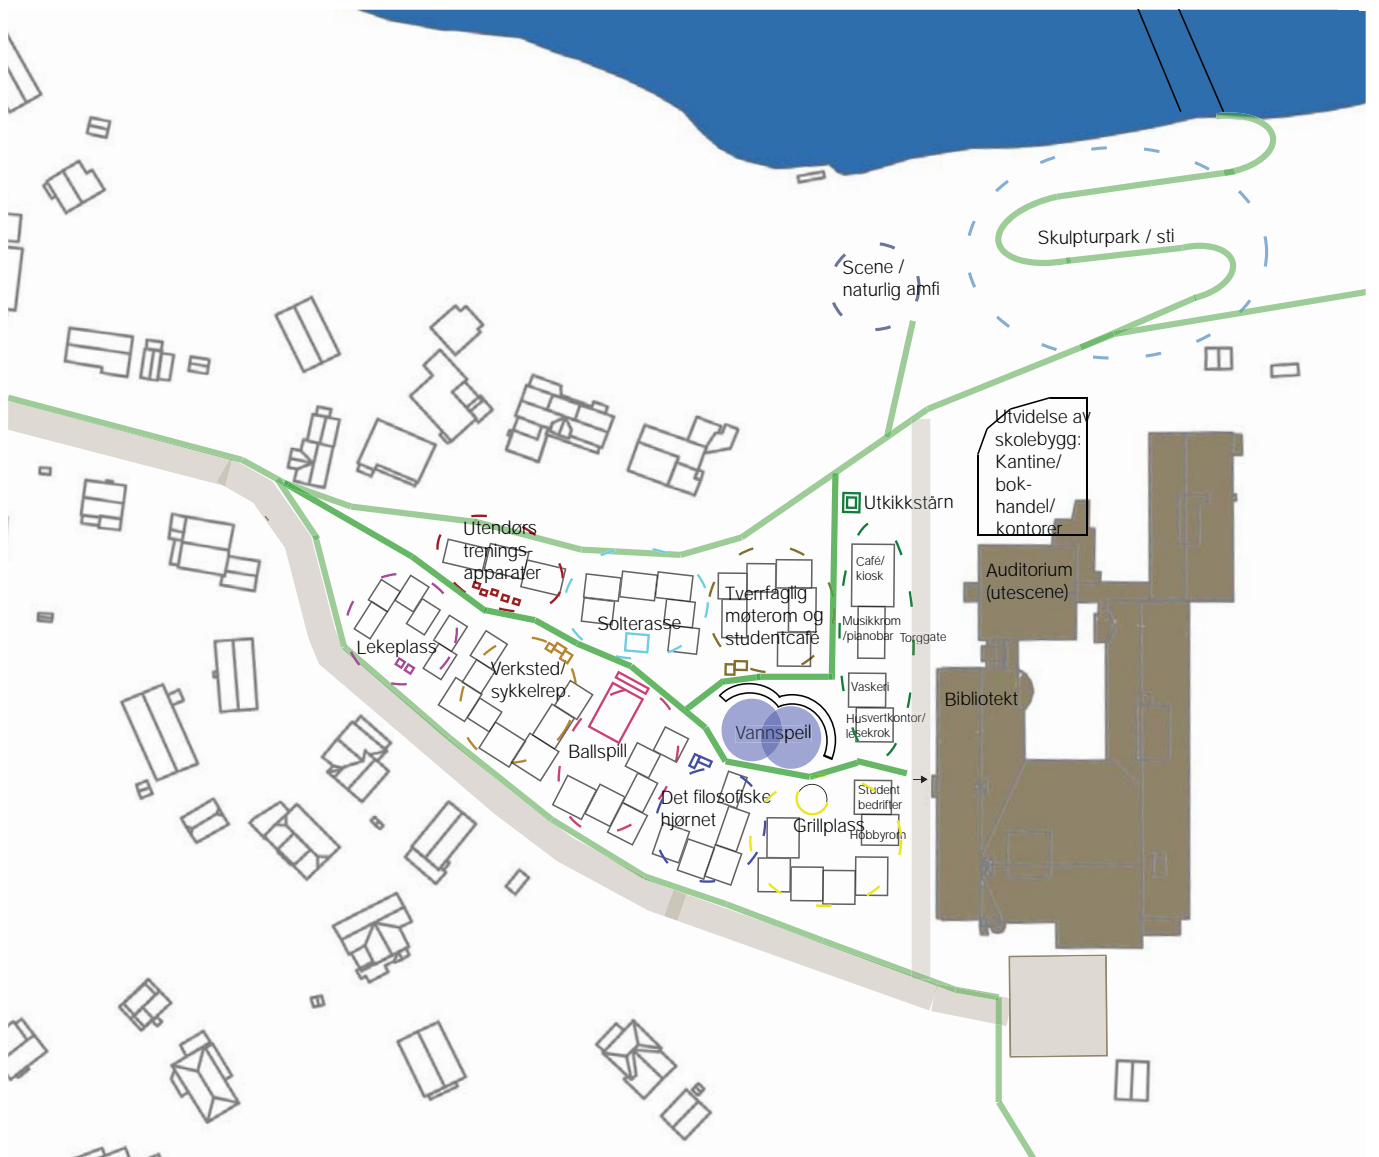 Skulpturpark / sti
Scene /
naturlig amfi
Utvidelse av
skolebygg:
Kantine/
bok-
handel/
kontorer
Utkikkstårn
Utendørs
trenings-
apparater
Café/
kiosk
Auditorium
(utescene)
Tverrfaglig
møterom og
studentcafé
Solterasse
Musikkrom
/pianobar
Torggate
Lekeplass
Verksted/
sykkelrep.
Vaskeri
Bibliotekt
Husvertkontor/
lesekrok
Vannspeil
Ballspill
Det filosofiske
hjørnet
Student
bedrifter
Grillplass
Hobbyrom